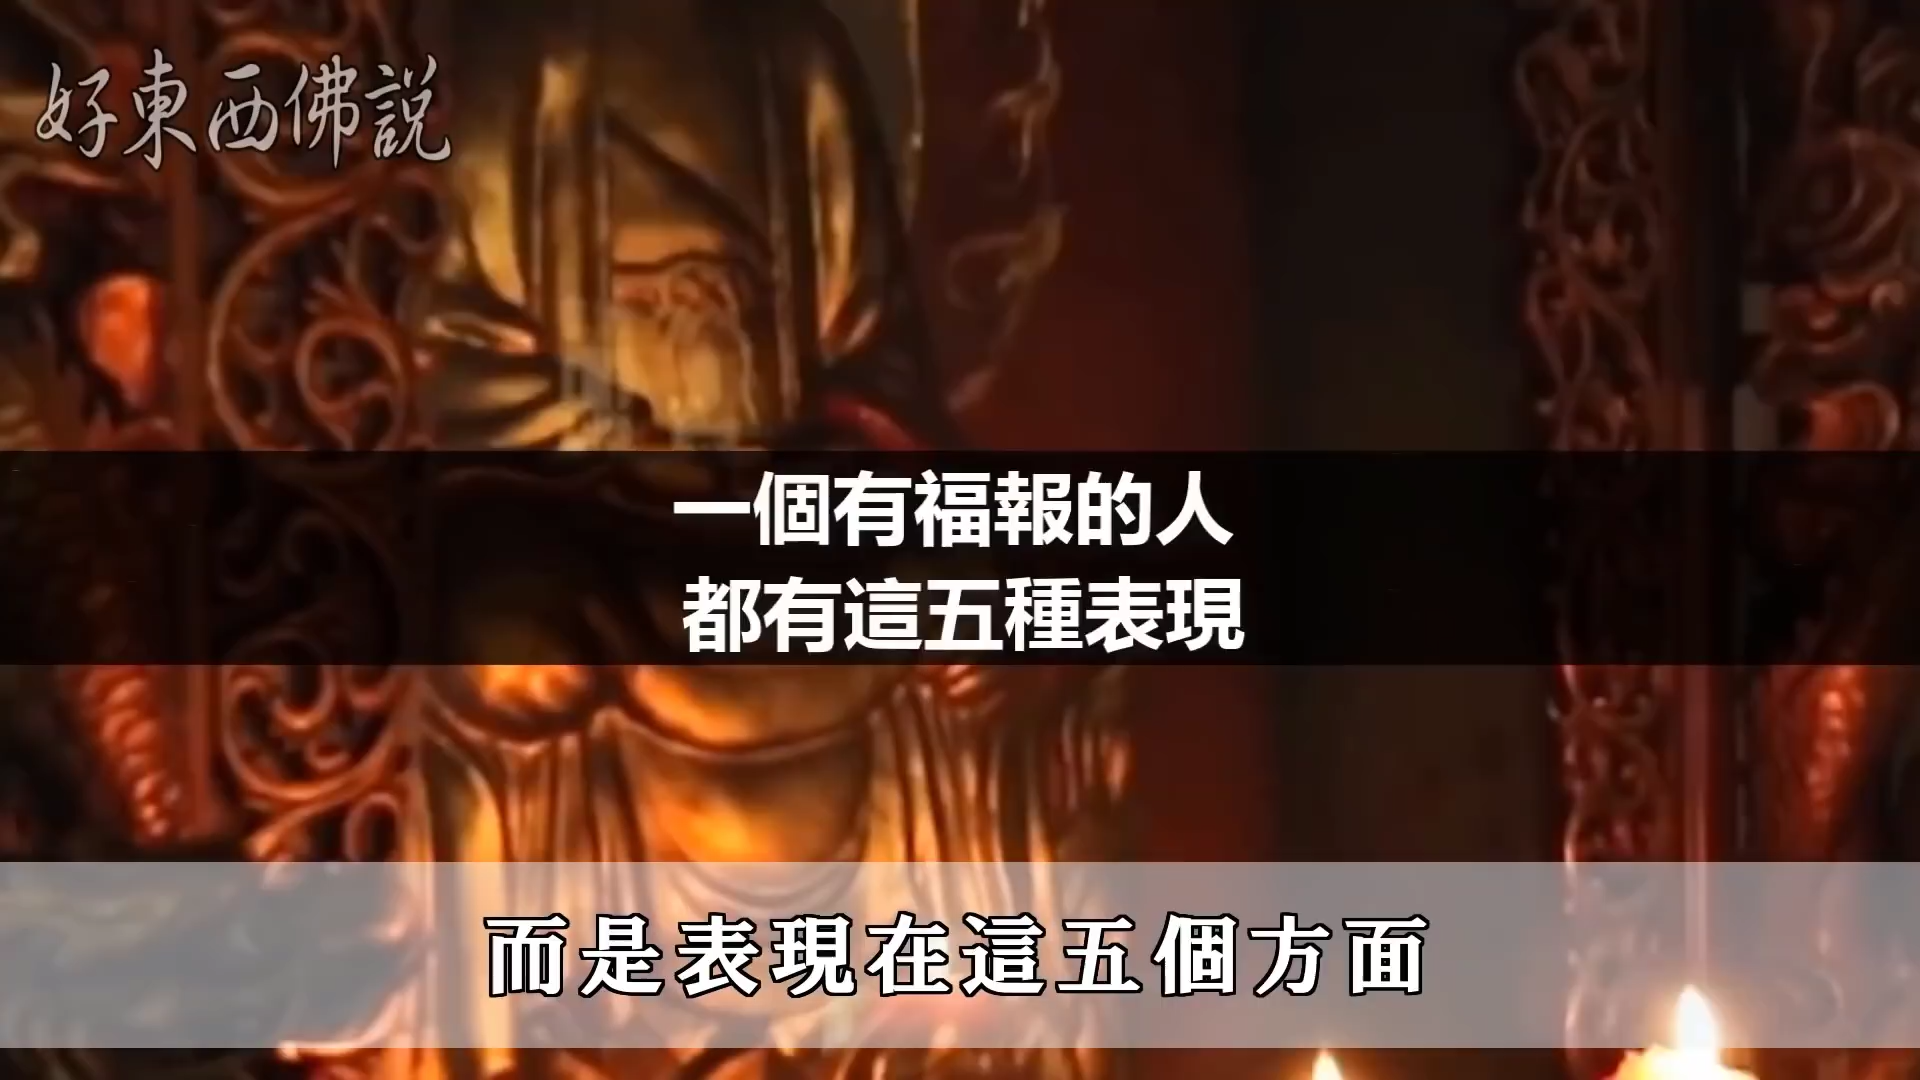 好東西佛説
一個有福報的人
都有這五種表現
而是表現在這五個方面